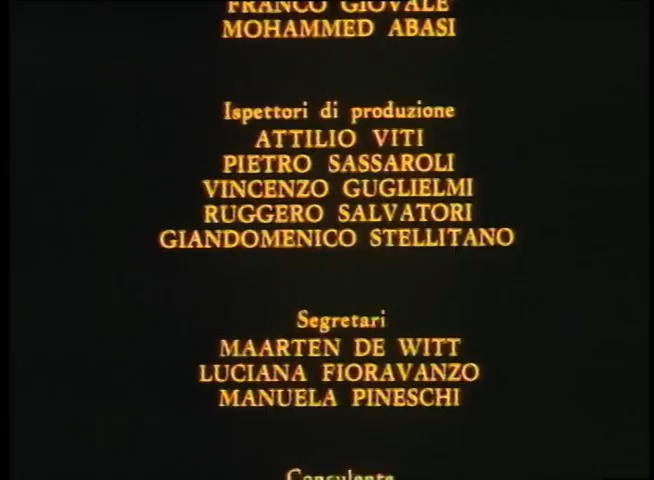 FRANCO GIOVALE
MOHAMMED ABASI
Ispettori di produzione
ATTILIO VITI
PIETRO SASSAROLI
VINCENZO GUGLIELMI
RUGGERO SALVATORI
GIANDOMENICO STELLITANO
Segretari
MAARTEN DE WITT
LUCIANA FIORAVANZO
MANUELA PINESCHI
Consulente